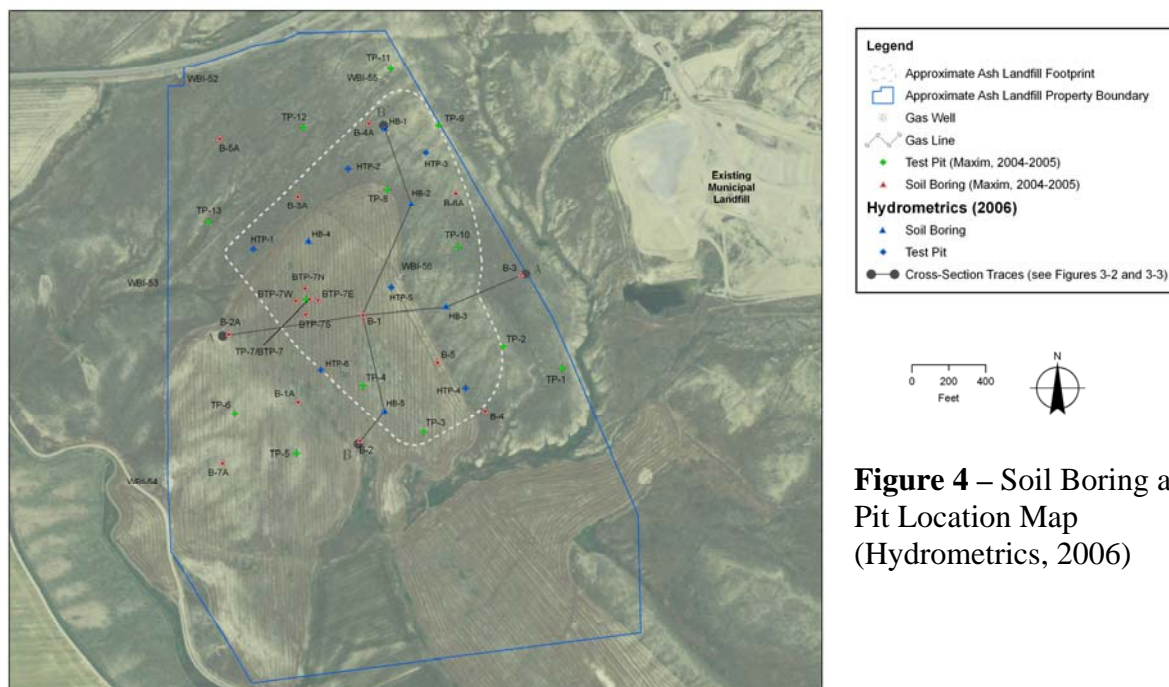 TP-11
WBI-52
WBI-55
B
HB-1
B-4A
TP-9
TP-12
B-5A
HTP-3
HTP-2
TP-8
HB-2
B-6A
B-3A
TP-13
HB-4
TP-10
HTP-1
WBI-56
B-3
A
WBI-53
BTP-7N
HTP-5
BTP-7W
BTP-7E
HB-3
BTP-7S
B-1
B-2A
A
TP-7/BTP-7
TP-2
B-5
HTP-6
TP-1
TP-4
HTP-4
B-1A
TP-6
HB-5
B-4
TP-3
B
B-2
TP-5
B-7A
WBI-54
Existing
Municipal
Landfill
Legend
Approximate Ash Landfill Footprint
Approximate Ash Landfill Property Boundary
Gas Well
Gas Line
Test Pit (Maxim, 2004-2005)
Soil Boring (Maxim, 2004-2005)
Hydrometrics (2006)
Soil Boring
Test Pit
Cross-Section Traces (see Figures 3-2 and 3-3)
0 200 400
Feet
N
Figure 4 – Soil Boring a
Pit Location Map
(Hydrometrics, 2006)